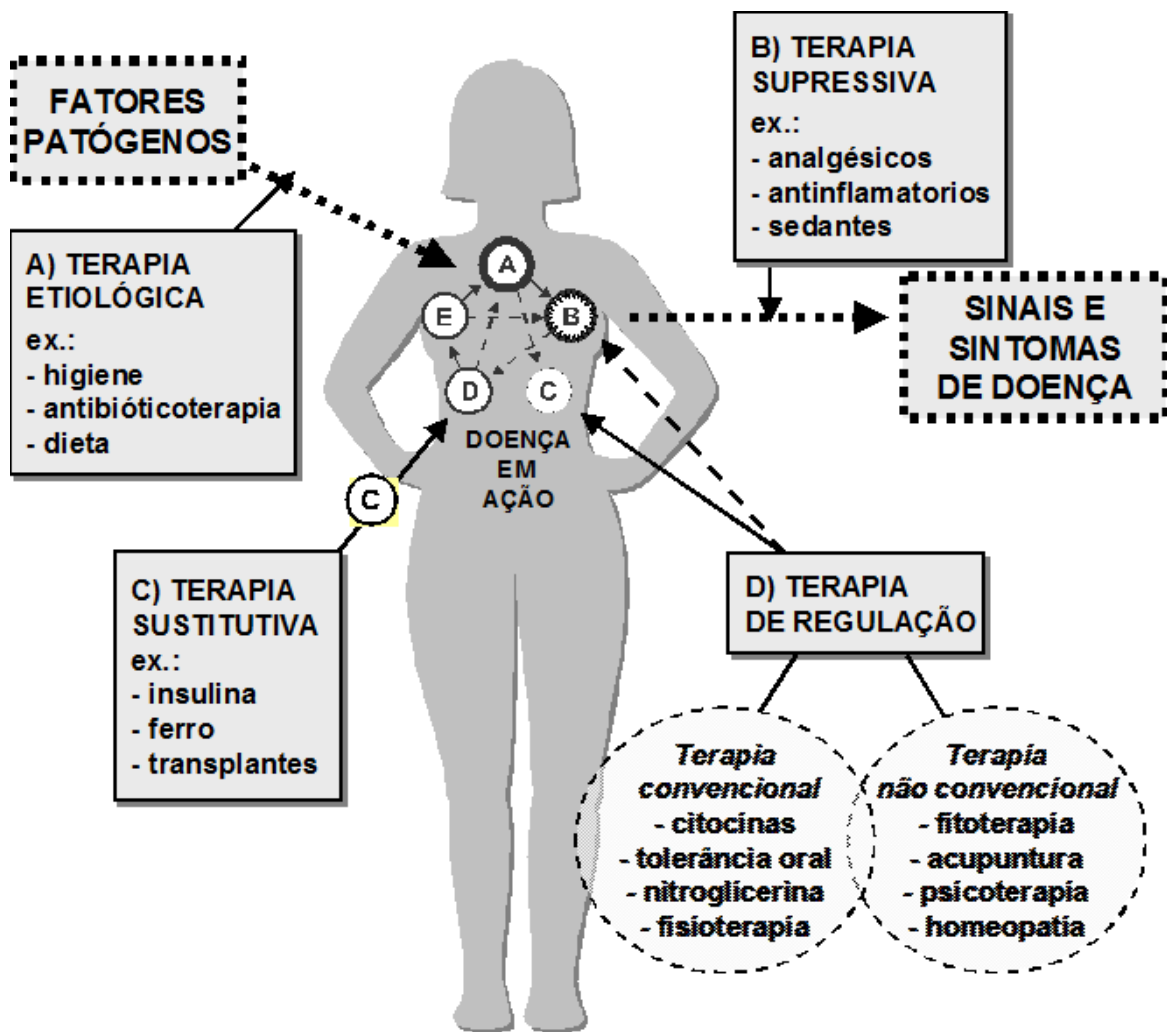 FATORES
PATÓGENOS
B) TERAPIA
SUPRESSIVA
ex.:
- analgésicos
- antinflamatorios
- sedantes
A) TERAPIA
ETIOLÓGICA
ex.:
- higiene
- antibióticoterapia
- dieta
SINAIS E
SINTOMAS
DE DOENÇA
A
E
B
D
C
DOENÇA
EM
AÇÃO
C
C) TERAPIA
SUSTITUTIVA
ex.:
- insulina
- ferro
- transplantes
D) TERAPIA
DE REGULAÇÃO
Terapia
convencional
- citocinas
- tolerância oral
- nitroglicerina
- fisioterapia
Terapia
não convencional
- fitoterapia
- acupuntura
- psicoterapia
- homeopatia